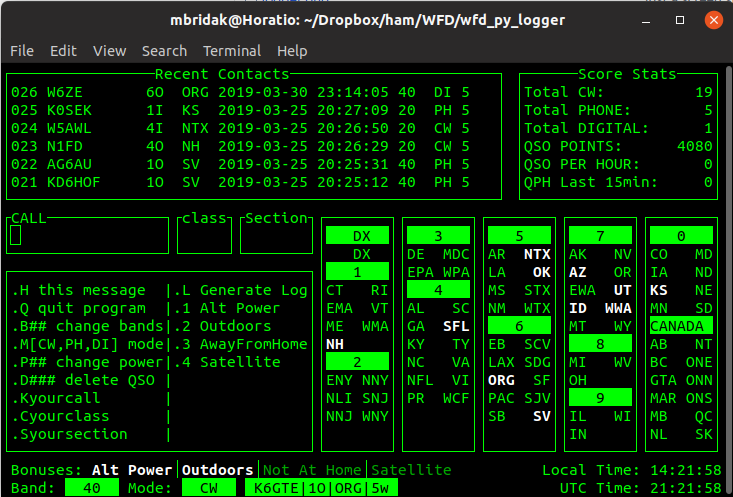 mbridak@Horatio: ~/Dropbox/ham/WFD/wfd_py_logger
File Edit View Search Terminal Help
Recent Contacts
026 W6ZE 6O ORG 2019-03-30 23:14:05 40 DI 5
025 K0SEK 1I KS 2019-03-25 20:27:09 20 PH 5
024 W5AWL 4I NTX 2019-03-25 20:26:50 20 CW 5
023 N1FD 4O NH 2019-03-25 20:26:29 20 CW 5
022 AG6AU 1O SV 2019-03-25 20:25:31 40 PH 5
021 KD6HOF 1O SV 2019-03-25 20:25:12 40 PH 5
Score Stats
Total CW: 19
Total PHONE: 5
Total DIGITAL: 1
QSO POINTS: 4080
QSO PER HOUR: 0
QPH Last 15min: 0
CALL class Section
.H this message |.L Generate Log
.Q quit program |.1 Alt Power
.B## change bands|.2 Outdoors
.M[CW,PH,DI] mode|.3 AwayFromHome
.P## change power|.4 Satellite
.D### delete QSO |
.Kyourcall |
.Cyourclass |
.Syoursection |
DX
DX
1
CT RI
EMA VT
ME WMA
NH
2
ENY NNY
NLI SNJ
NNJ WNY
3
DE MDC
EPA WPA
4
AL SC
GA SFL
KY TY
NC VA
NFL VI
PR WCF
5
AR NTX
LA OK
MS STX
NM WTX
6
EB SCV
LAX SDG
ORG SF
PAC SJV
SB SV
7
AK NV
AZ OR
EWA UT
ID WWA
MT WY
8
MI WV
OH
9
IL WI
IN
0
CO MD
IA ND
KS NE
MN SD
CANADA
AB NT
BC ONE
GTA ONN
MAR ONS
MB QC
NL SK
Bonuses: Alt Power|Outdoors|Not At Home|Satellite Local Time: 14:21:58
Band: 40 Mode: CW K6GTE|1O|ORG|5w UTC Time: 21:21:58